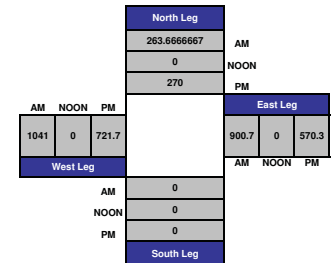 North Leg
263.6666667 AM
0 NOON
270 PM
East Leg
AM NOON PM
1041 0 721.7
900.7 0 570.3
West Leg
AM NOON PM
AM 0
NOON 0
PM 0
South Leg